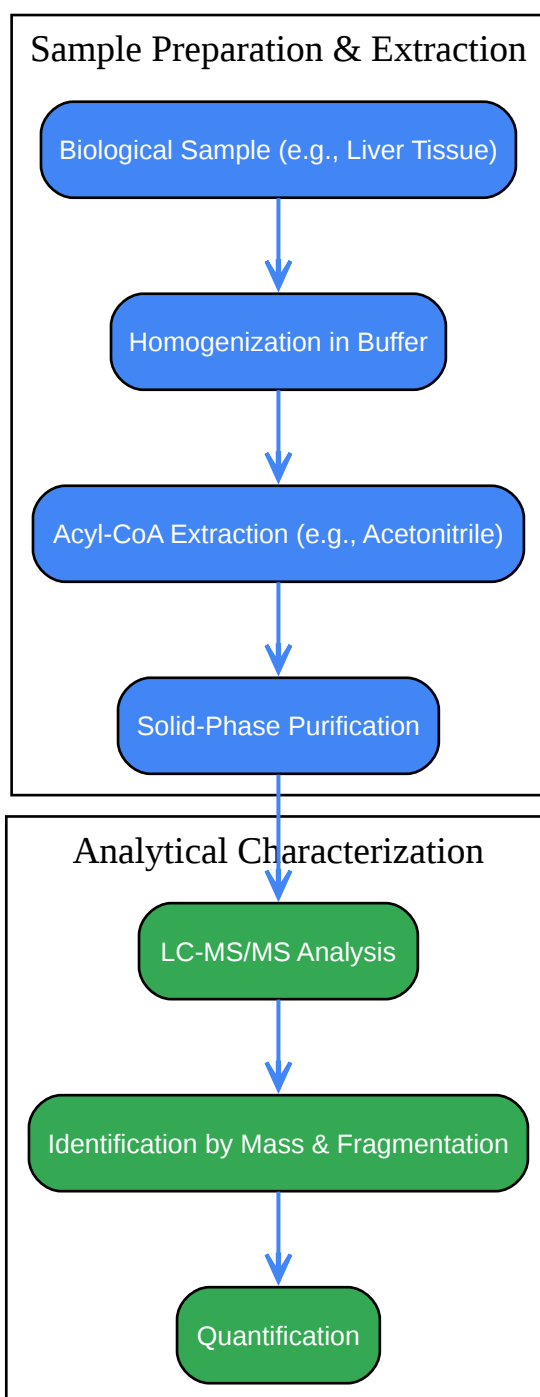 Sample Preparation & Extraction
Biological Sample (e.g., Liver Tissue)
Homogenization in Buffer
Acyl-CoA Extraction (e.g., Acetonitrile)
Solid-Phase Purification
Analytical Characterization
LC-MS/MS Analysis
Identification by Mass & Fragmentation
Quantification